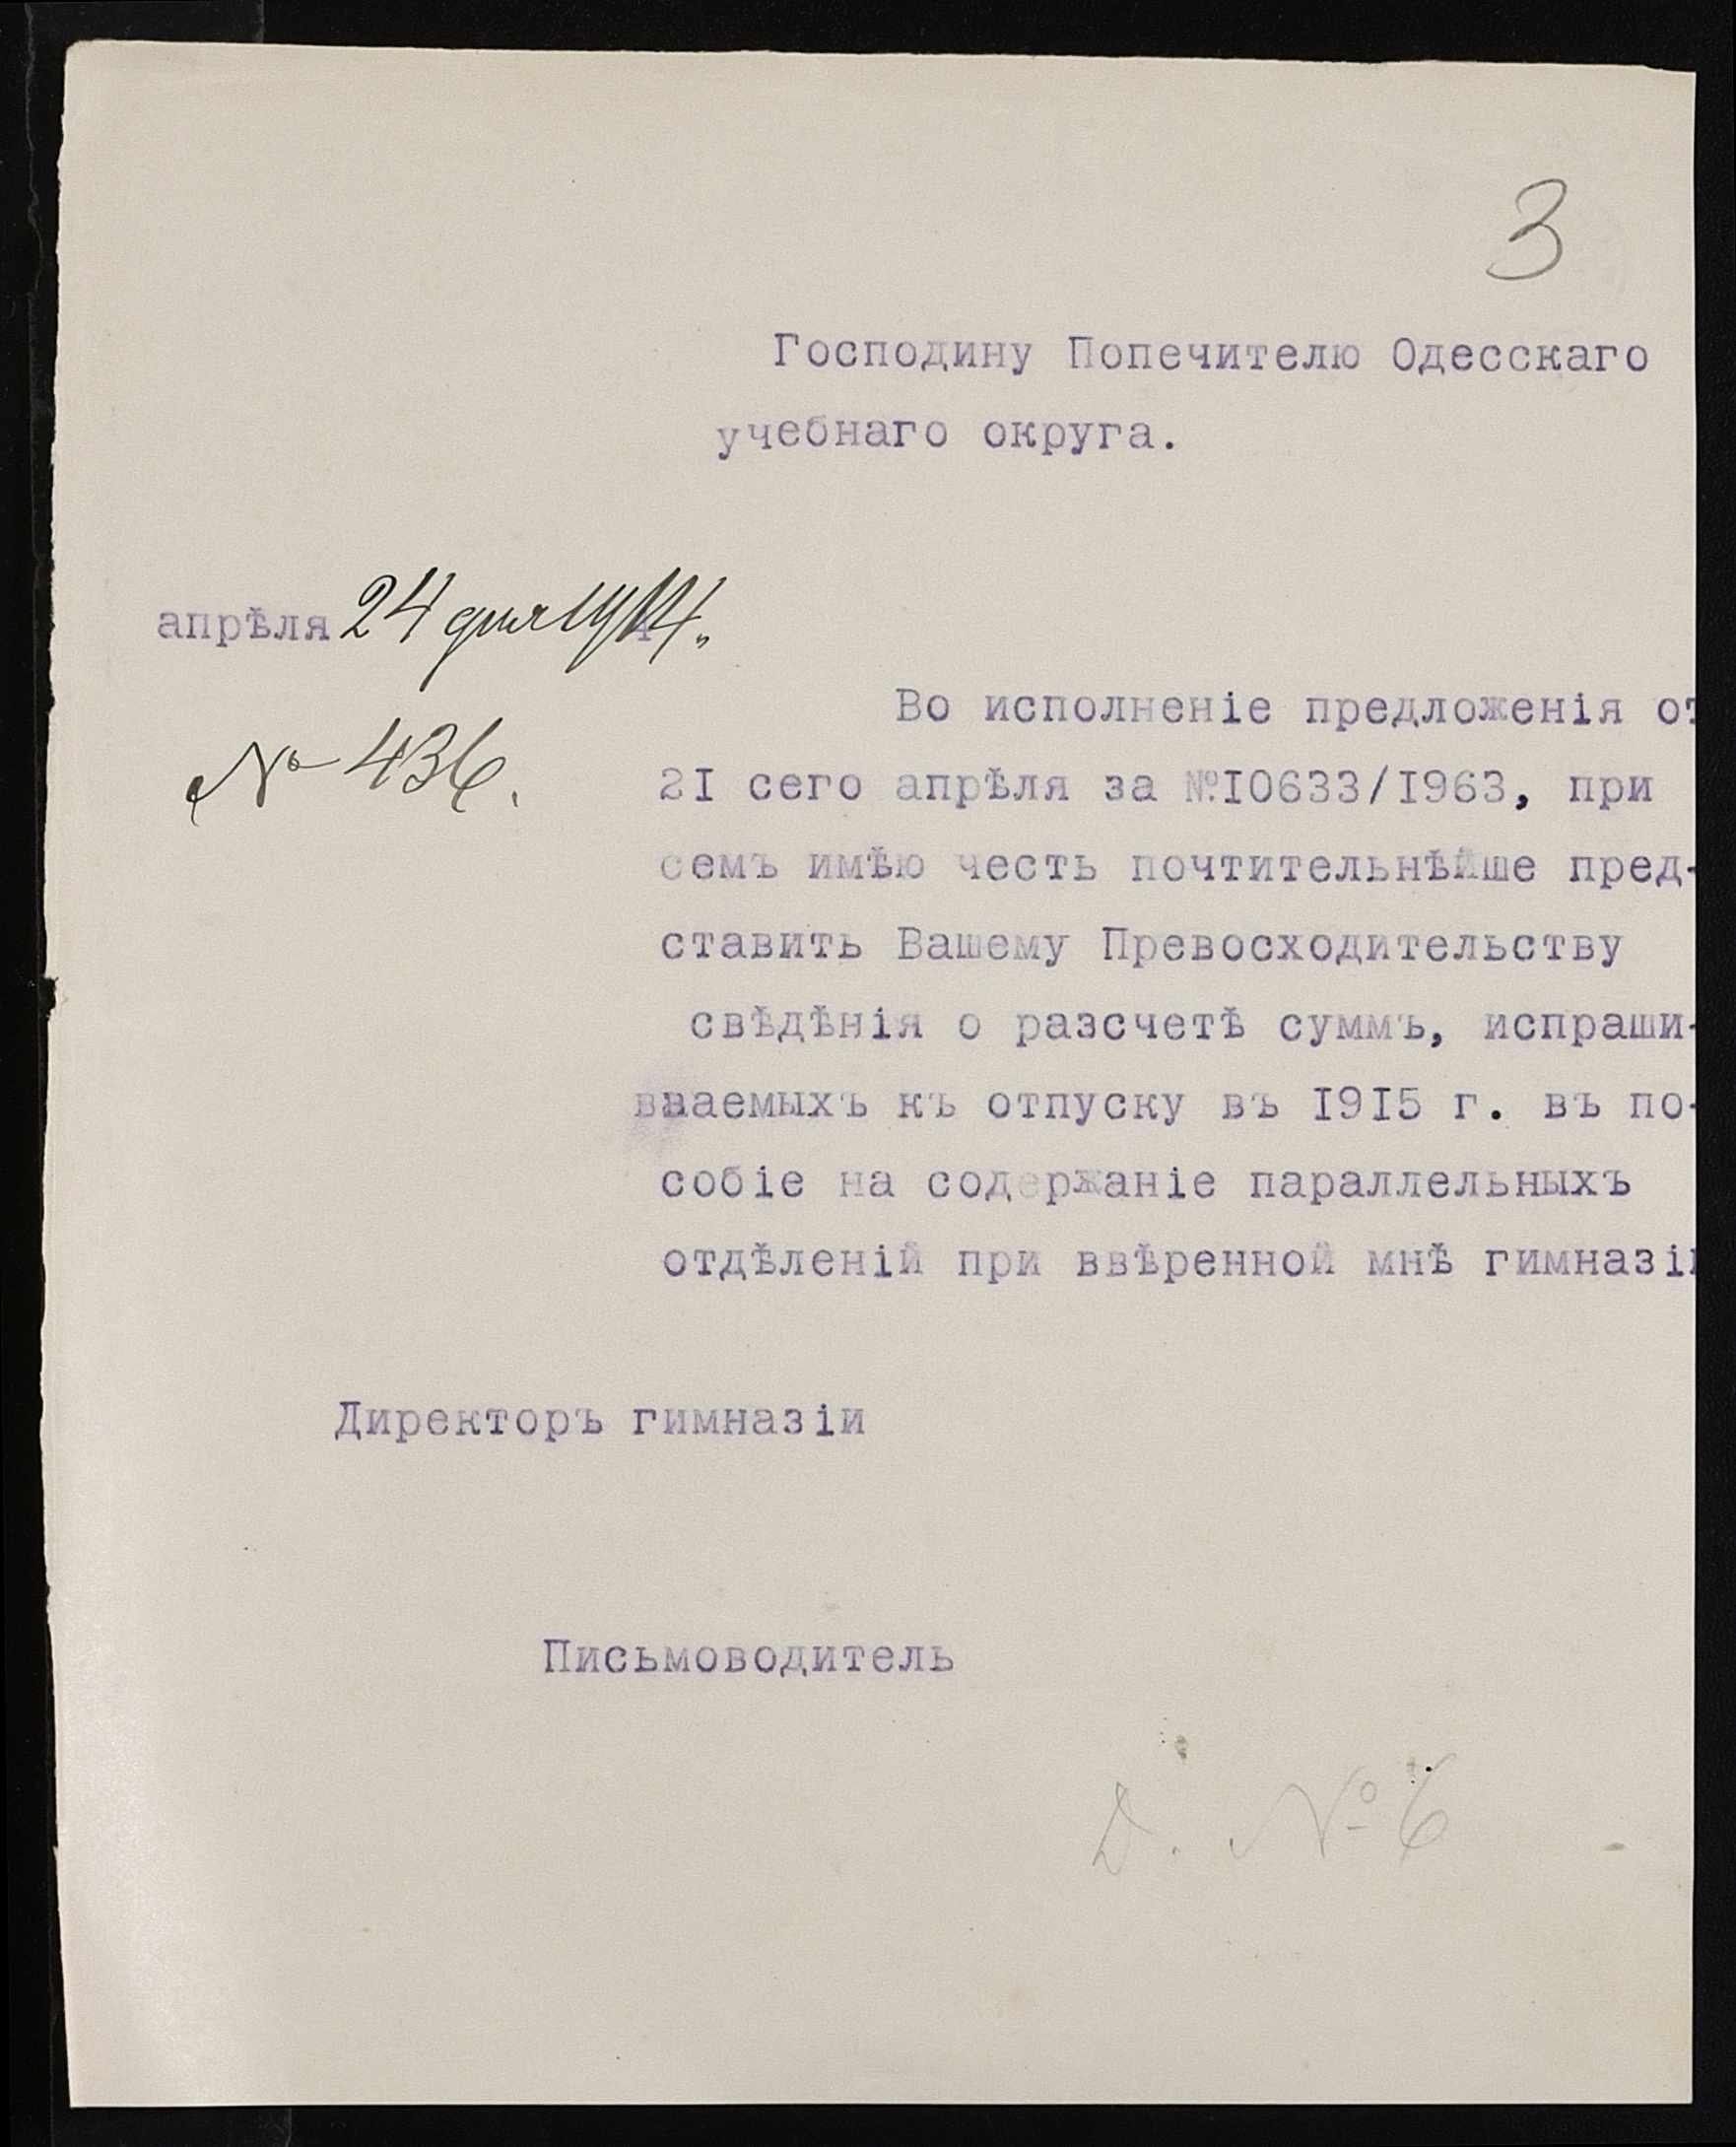 3
Господину Попечителю Одесскаго
учебнаго округа.
апрѣля 24 дня 1914.
№ 436.
Во исполненіе предложенія от
21 сего апрѣля за №10633/1963, при
семъ имѣю честь почтительнѣйше пред-
ставить Вашему Превосходительству
свѣдѣнія о разсчетѣ суммъ, испраши-
ваемыхъ къ отпуску въ 1915 г. въ по-
собіе на содержаніе параллельныхъ
отдѣленій при ввѣренной мнѣ гимназіи
Директоръ гимназіи
Письмоводитель
Д. № 6